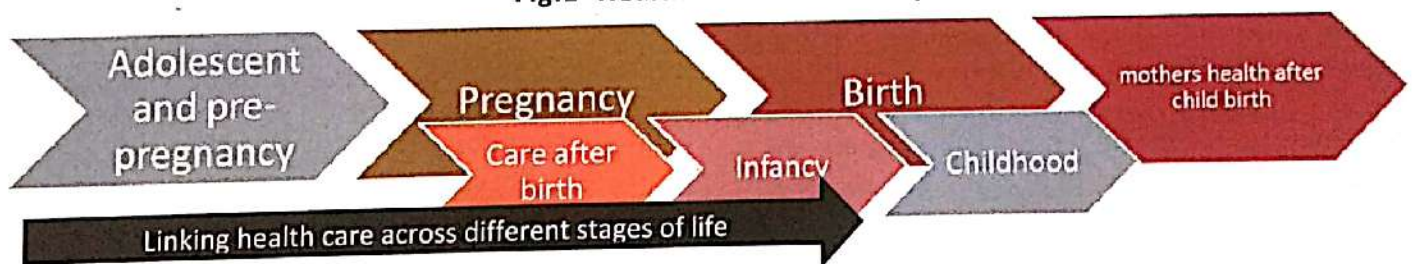 Adolescent
and pre-
pregnancy
Pregnancy
Birth
mothers health after
child birth
Care after
birth
Infancy
Childhood
Linking health care across different stages of life